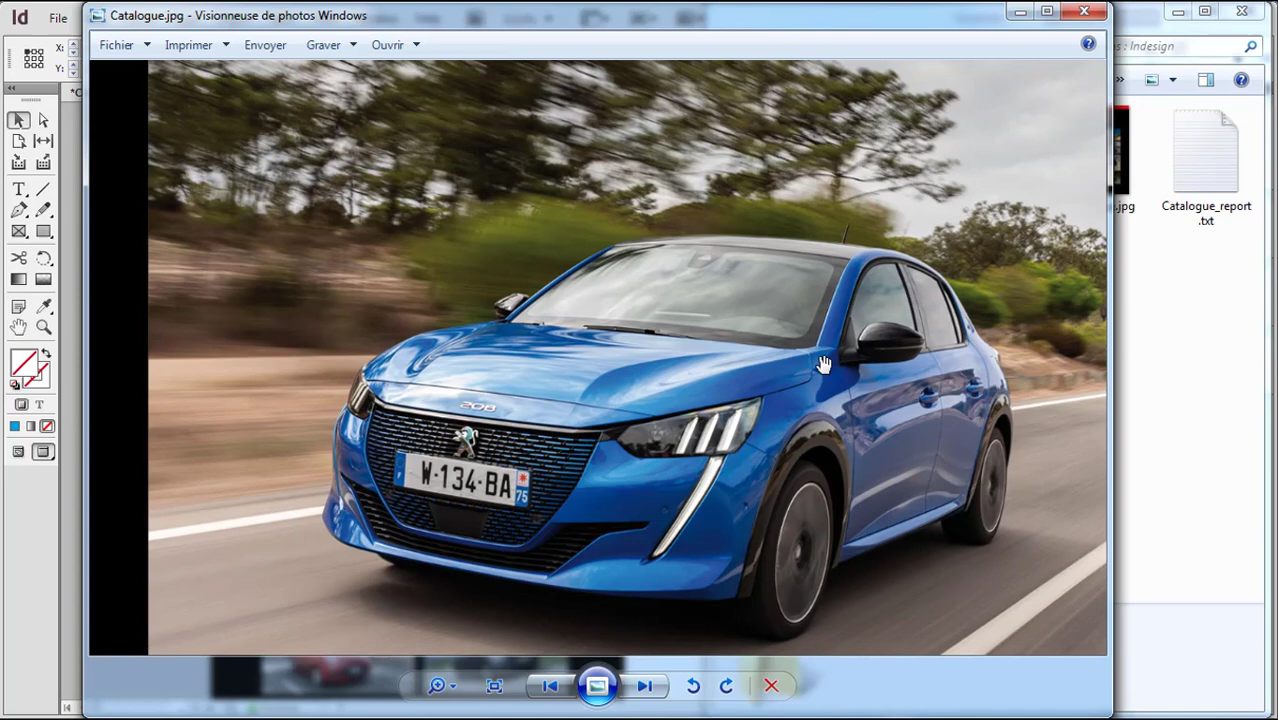 Id File
Catalogue.jpg - Visionneuse de photos Windows
Fichier Imprimer Envoyer Graver Ouvrir
X:
Y:
: Indesign
208
W-134-BA
F
75
.jpg
Catalogue_report
.txt